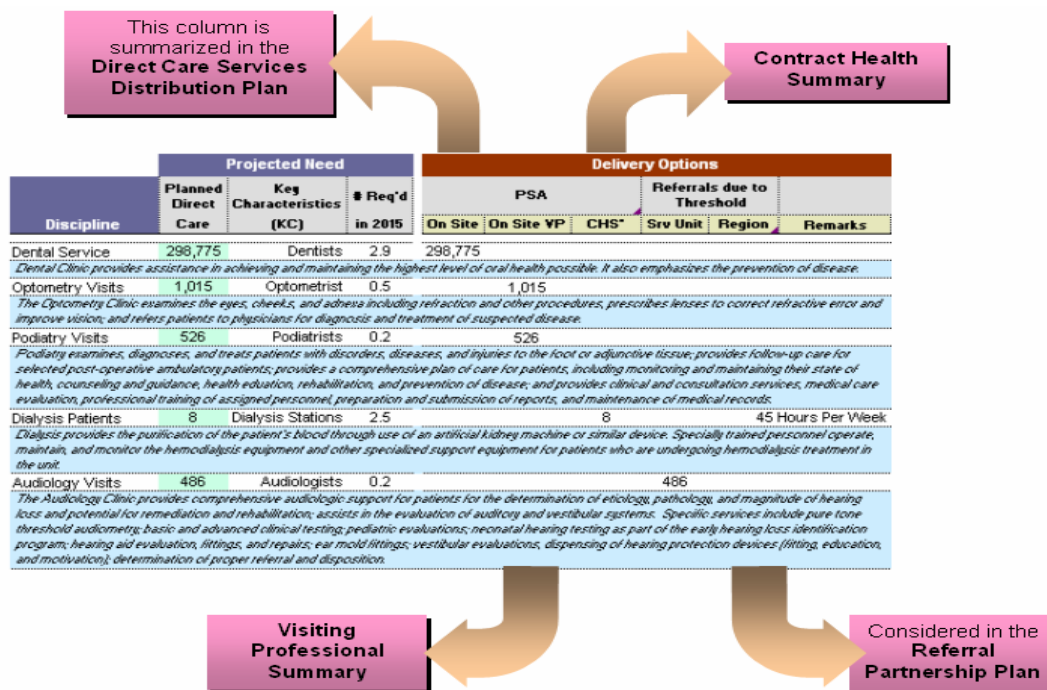 This column is
summarized in the
Direct Care Services
Distribution Plan
Contract Health
Summary
Projected Need
Delivery Options
Discipline
Planned
Direct
Care
Key
Characteristics
(KC)
# Req'd
in 2015
PSA
Referrals due to
Threshold
On Site On Site VP CHS* Srv Unit Region Remarks
Dental Service 298,775 Dentists 2.9 298,775
Dental Clinic provides assistance in achieving and maintaining the highest level of oral health possible. It also emphasizes the prevention of disease.
Optometry Visits 1,015 Optometrist 0.5 1,015
The Optometry Clinic examines the eyes, cheeks, and adnexa including refraction and other procedures, prescribes lenses to correct refractive error and
improve vision; and refers patients to physicians for diagnosis and treatment of suspected disease.
Podiatry Visits 526 Podiatrists 0.2 526
Podiatry examines, diagnoses, and treats patients with disorders, diseases, and injuries to the foot or adjunctive tissue; provides follow-up care for
selected post-operative ambulatory patients; provides a comprehensive plan of care for patients, including monitoring and maintaining their state of
health, counseling and guidance, health eduation, rehabilitation, and prevention of disease; and provides clinical and consultation services, medical care
evaluation, professional training of assigned personnel, preparation and submission of reports, and maintenance of medical records.
Dialysis Patients 8 Dialysis Stations 2.5 8 45 Hours Per Week
Dialysis provides the purification of the patient's blood through use of an artificial kidney machine or similar device. Specially trained personnel operate,
maintain, and monitor the hemodialysis equipment and other specialized support equipment for patients who are undergoing hemodialysis treatment in
the unit.
Audiology Visits 486 Audiologists 0.2 486
The Audiology Clinic provides comprehensive audiologic support for patients for the determination of etiology, pathology, and magnitude of hearing
loss and potential for remediation and rehabilitation; assists in the evaluation of auditory and vestibular systems. Specific services include pure tone
threshold audiometry; basic and advanced clinical testing; pediatric evaluations; neonatal hearing testing as part of the early hearing loss identification
program; hearing aid evaluation, fittings, and repairs; ear mold fittings; vestibular evaluations, dispensing of hearing protection devices (fitting, education,
and motivation); determination of proper referral and disposition.
Visiting
Professional
Summary
Considered in the
Referral
Partnership Plan